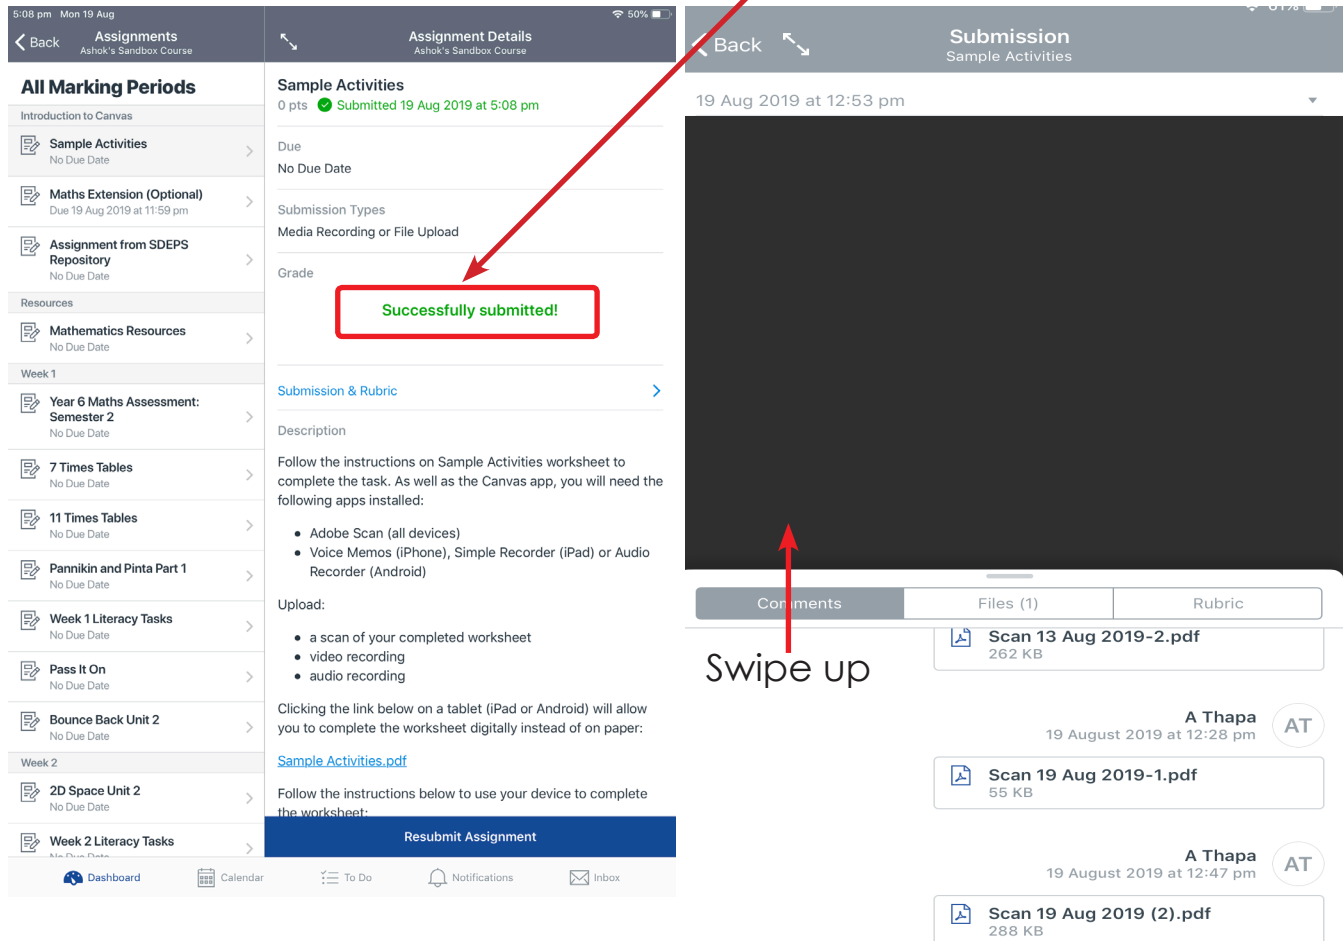 5:08 pm Mon 19 Aug
50%
Back
Assignments
Ashok's Sandbox Course
All Marking Periods
Introduction to Canvas
Sample Activities
No Due Date
Maths Extension (Optional)
Due 19 Aug 2019 at 11:59 pm
Assignment from SDEPS
Repository
No Due Date
Resources
Mathematics Resources
No Due Date
Week 1
Year 6 Maths Assessment:
Semester 2
No Due Date
7 Times Tables
No Due Date
11 Times Tables
No Due Date
Pannikin and Pinta Part 1
No Due Date
Week 1 Literacy Tasks
No Due Date
Pass It On
No Due Date
Bounce Back Unit 2
No Due Date
Week 2
2D Space Unit 2
No Due Date
Week 2 Literacy Tasks
No Due Date
Assignment Details
Ashok's Sandbox Course
Sample Activities
0 pts Submitted 19 Aug 2019 at 5:08 pm
Due
No Due Date
Submission Types
Media Recording or File Upload
Grade
Successfully submitted!
Submission & Rubric
Description
Follow the instructions on Sample Activities worksheet to
complete the task. As well as the Canvas app, you will need the
following apps installed:
• Adobe Scan (all devices)
• Voice Memos (iPhone), Simple Recorder (iPad) or Audio
Recorder (Android)
Upload:
• a scan of your completed worksheet
• video recording
• audio recording
Clicking the link below on a tablet (iPad or Android) will allow
you to complete the worksheet digitally instead of on paper:
Sample Activities.pdf
Follow the instructions below to use your device to complete
the worksheet:
Resubmit Assignment
Dashboard
Calendar
To Do
Notifications
Inbox
61%
Back
Submission
Sample Activities
19 Aug 2019 at 12:53 pm
Comments
Files (1)
Rubric
Swipe up
Scan 13 Aug 2019-2.pdf
262 KB
A Thapa
19 August 2019 at 12:28 pm
AT
Scan 19 Aug 2019-1.pdf
55 KB
A Thapa
19 August 2019 at 12:47 pm
AT
Scan 19 Aug 2019 (2).pdf
288 KB